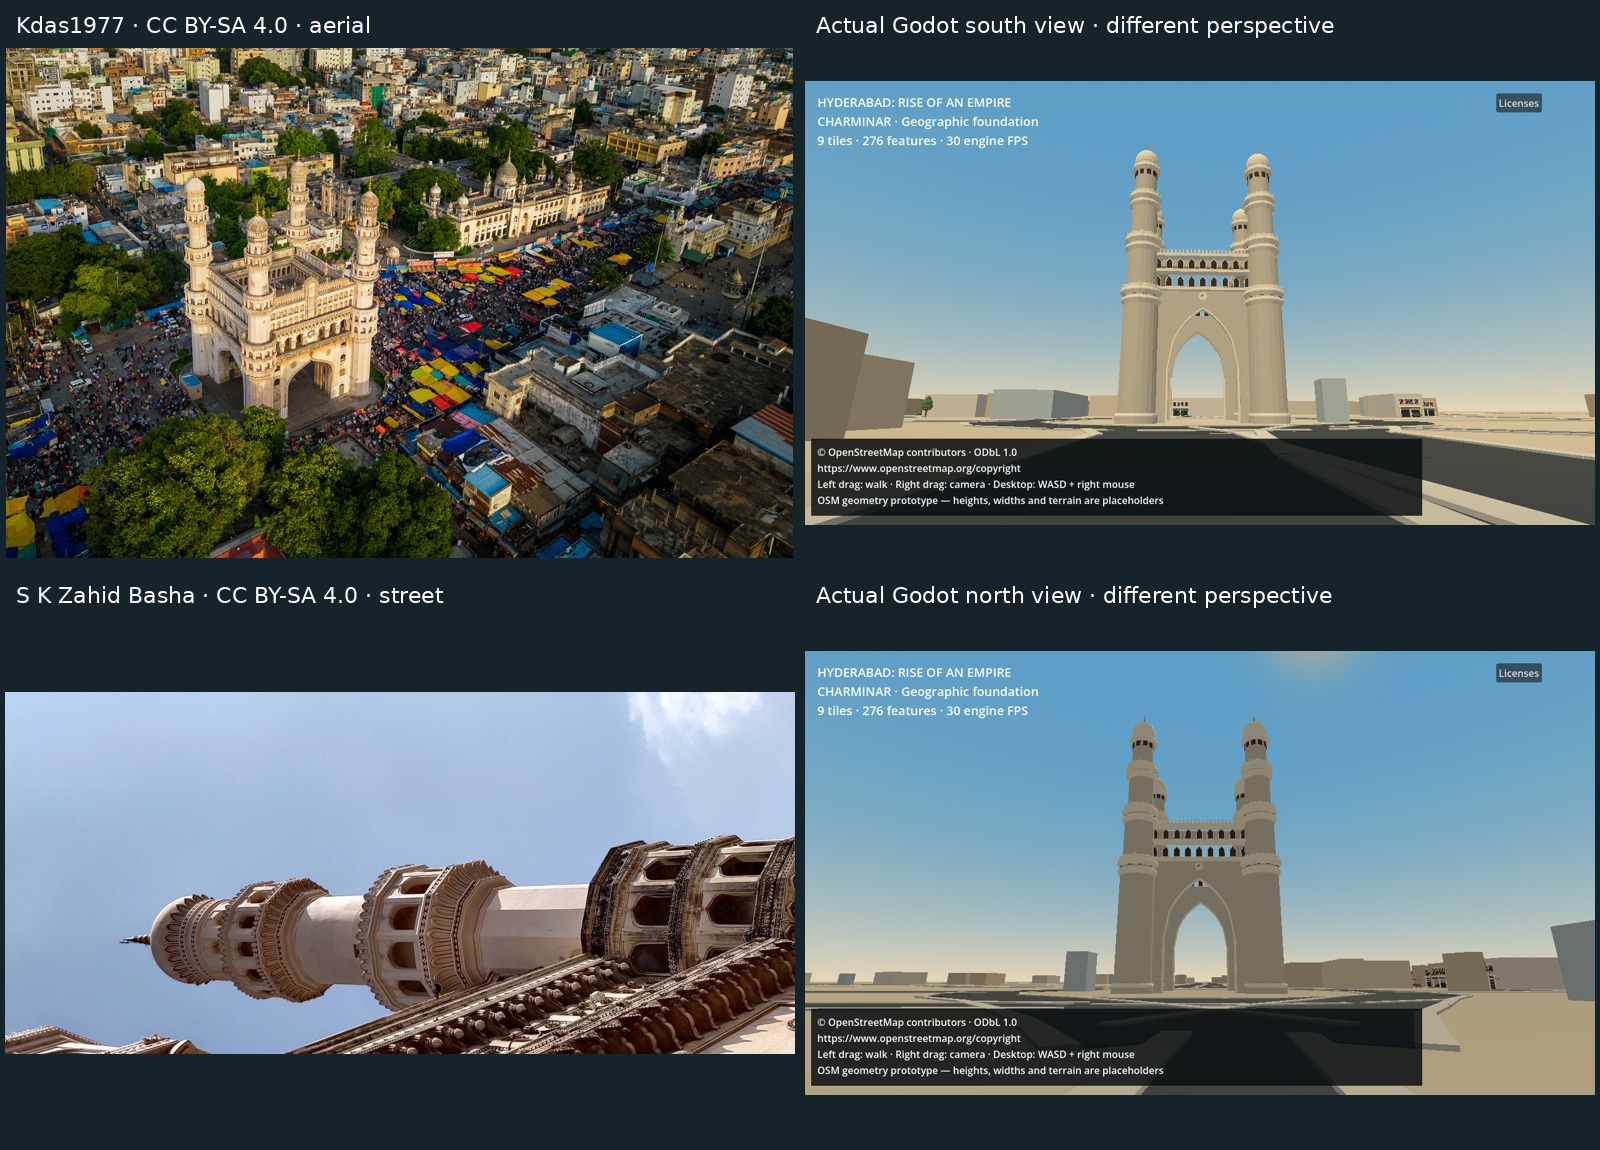 Kdas1977 · CC BY-SA 4.0 · aerial
Actual Godot south view · different perspective
HYDERABAD: RISE OF AN EMPIRE
Licenses
CHARMINAR · Geographic foundation
9 tiles · 276 features · 30 engine FPS
© OpenStreetMap contributors · ODbL 1.0
https://www.openstreetmap.org/copyright
Left drag: walk · Right drag: camera · Desktop: WASD + right mouse
OSM geometry prototype — heights, widths and terrain are placeholders
S K Zahid Basha · CC BY-SA 4.0 · street
Actual Godot north view · different perspective
HYDERABAD: RISE OF AN EMPIRE
Licenses
CHARMINAR · Geographic foundation
9 tiles · 276 features · 30 engine FPS
© OpenStreetMap contributors · ODbL 1.0
https://www.openstreetmap.org/copyright
Left drag: walk · Right drag: camera · Desktop: WASD + right mouse
OSM geometry prototype — heights, widths and terrain are placeholders